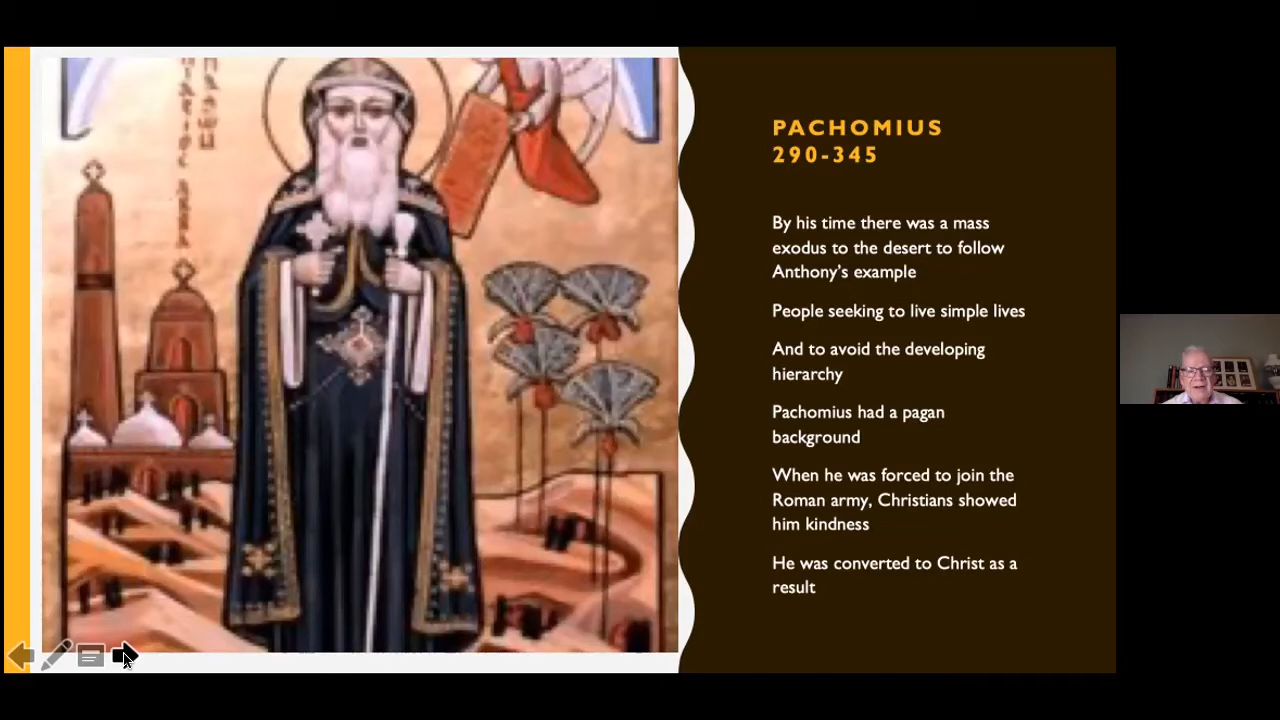 PACHOMIUS
290-345
By his time there was a mass
exodus to the desert to follow
Anthony's example
People seeking to live simple lives
And to avoid the developing
hierarchy
Pachomius had a pagan
background
When he was forced to join the
Roman army, Christians showed
him kindness
He was converted to Christ as a
result